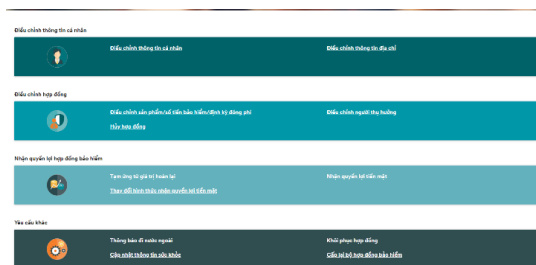 Điều chỉnh thông tin cá nhân
Điều chỉnh thông tin cá nhân
Điều chỉnh thông tin địa chỉ
Điều chỉnh hợp đồng
Điều chỉnh sản phẩm/số tiền bảo hiểm/định kỳ đóng phí
Điều chỉnh người thụ hưởng
Hủy hợp đồng
Nhận quyền lợi hợp đồng bảo hiểm
Tạm ứng từ giá trị hoàn lại
Nhận quyền lợi tiền mặt
Thay đổi hình thức nhận quyền lợi tiền mặt
Yêu cầu khác
Thông báo đi nước ngoài
Khôi phục hợp đồng
Cập nhật thông tin sức khỏe
Cấp lại bộ hợp đồng bảo hiểm